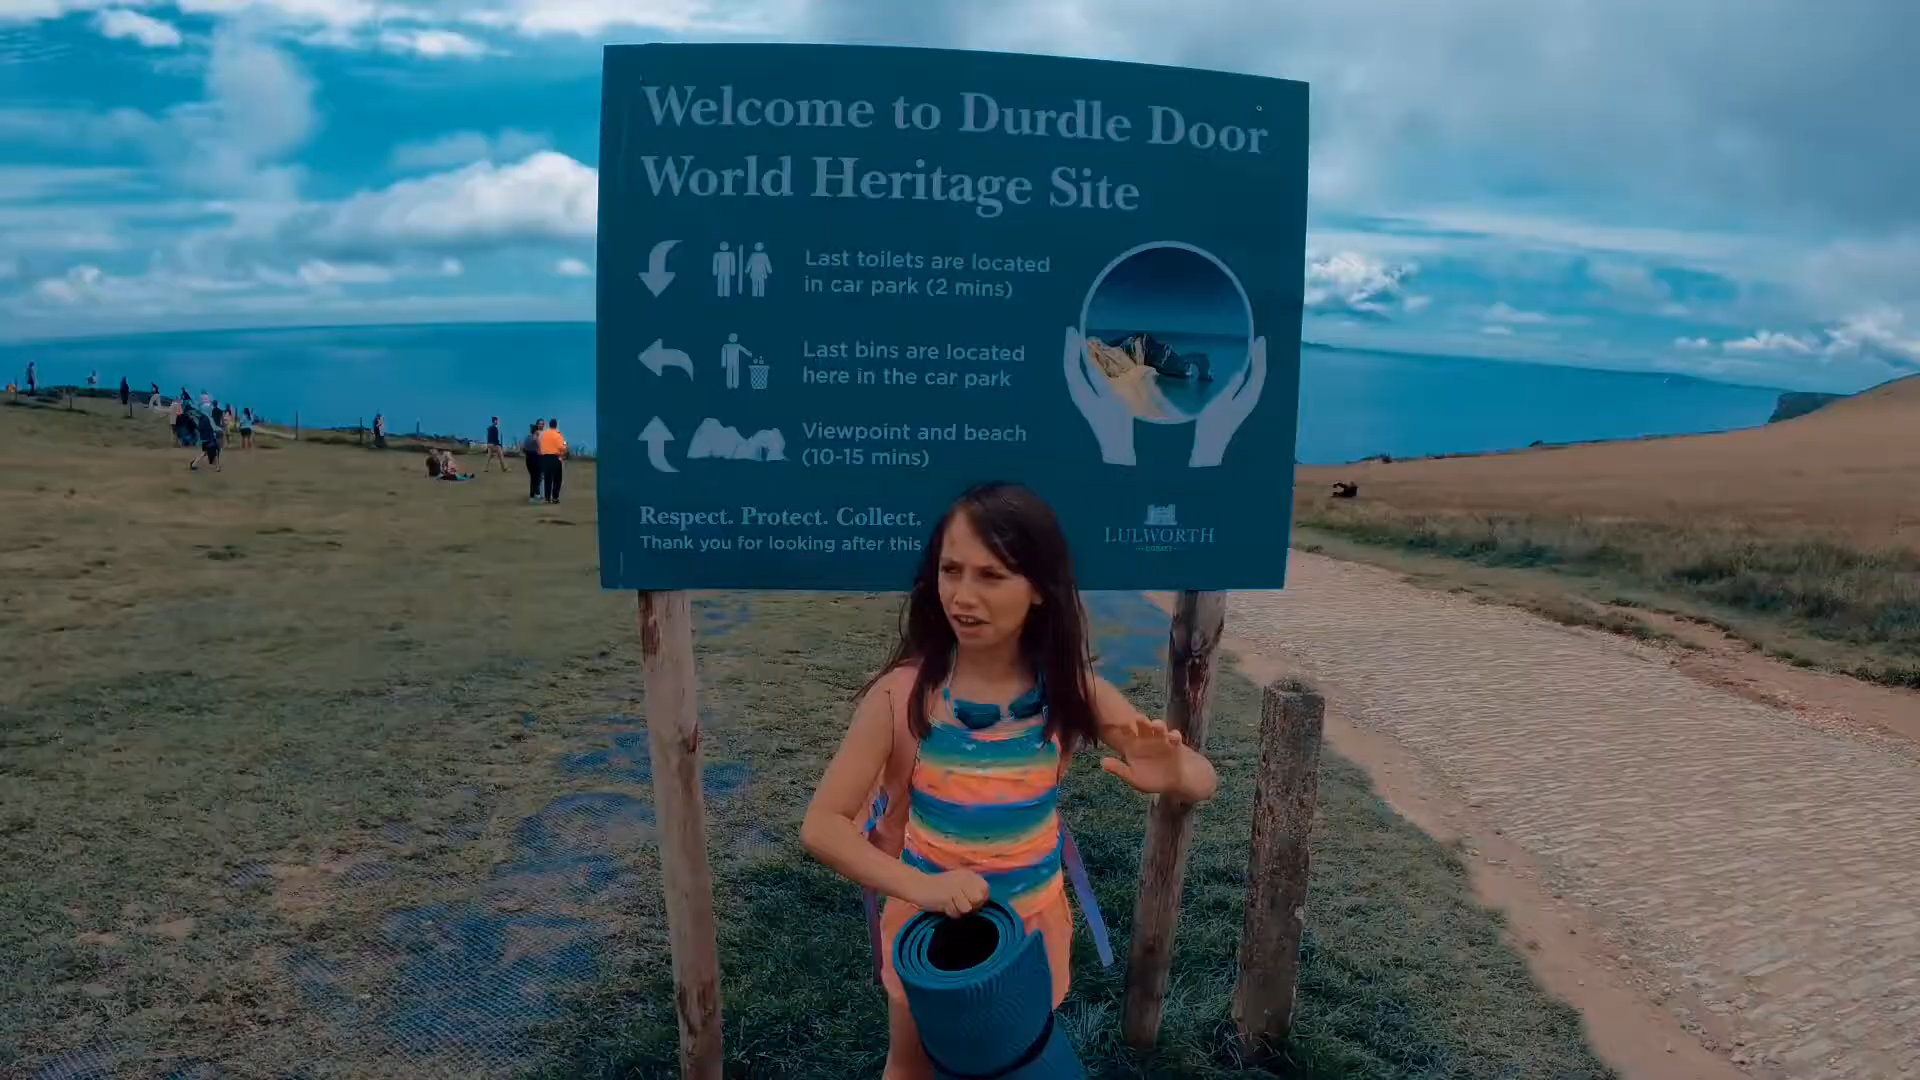 Welcome to Durdle Door
World Heritage Site
Last toilets are located
in car park (2 mins)
Last bins are located
here in the car park
Viewpoint and beach
(10-15 mins)
Respect. Protect. Collect.
Thank you for looking after this
LULWORTH